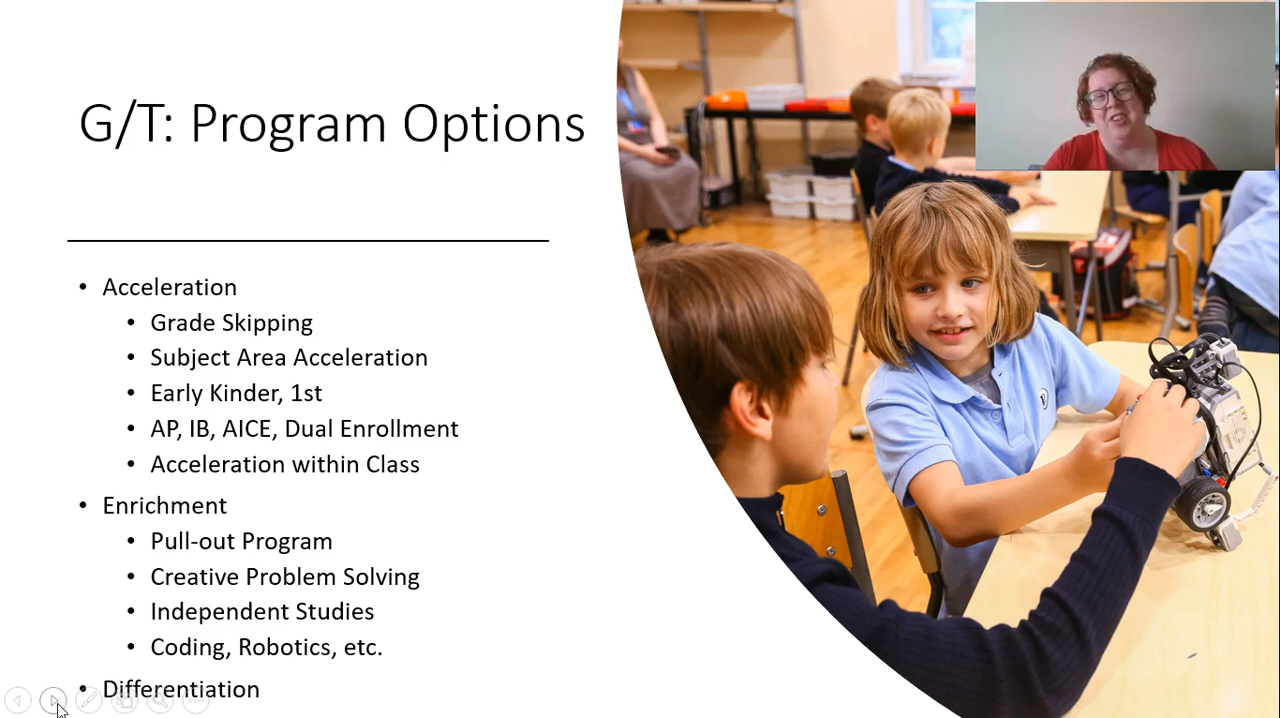 G/T: Program Options
• Acceleration
• Grade Skipping
• Subject Area Acceleration
• Early Kinder, 1st
• AP, IB, AICE, Dual Enrollment
• Acceleration within Class
• Enrichment
• Pull-out Program
• Creative Problem Solving
• Independent Studies
• Coding, Robotics, etc.
• Differentiation